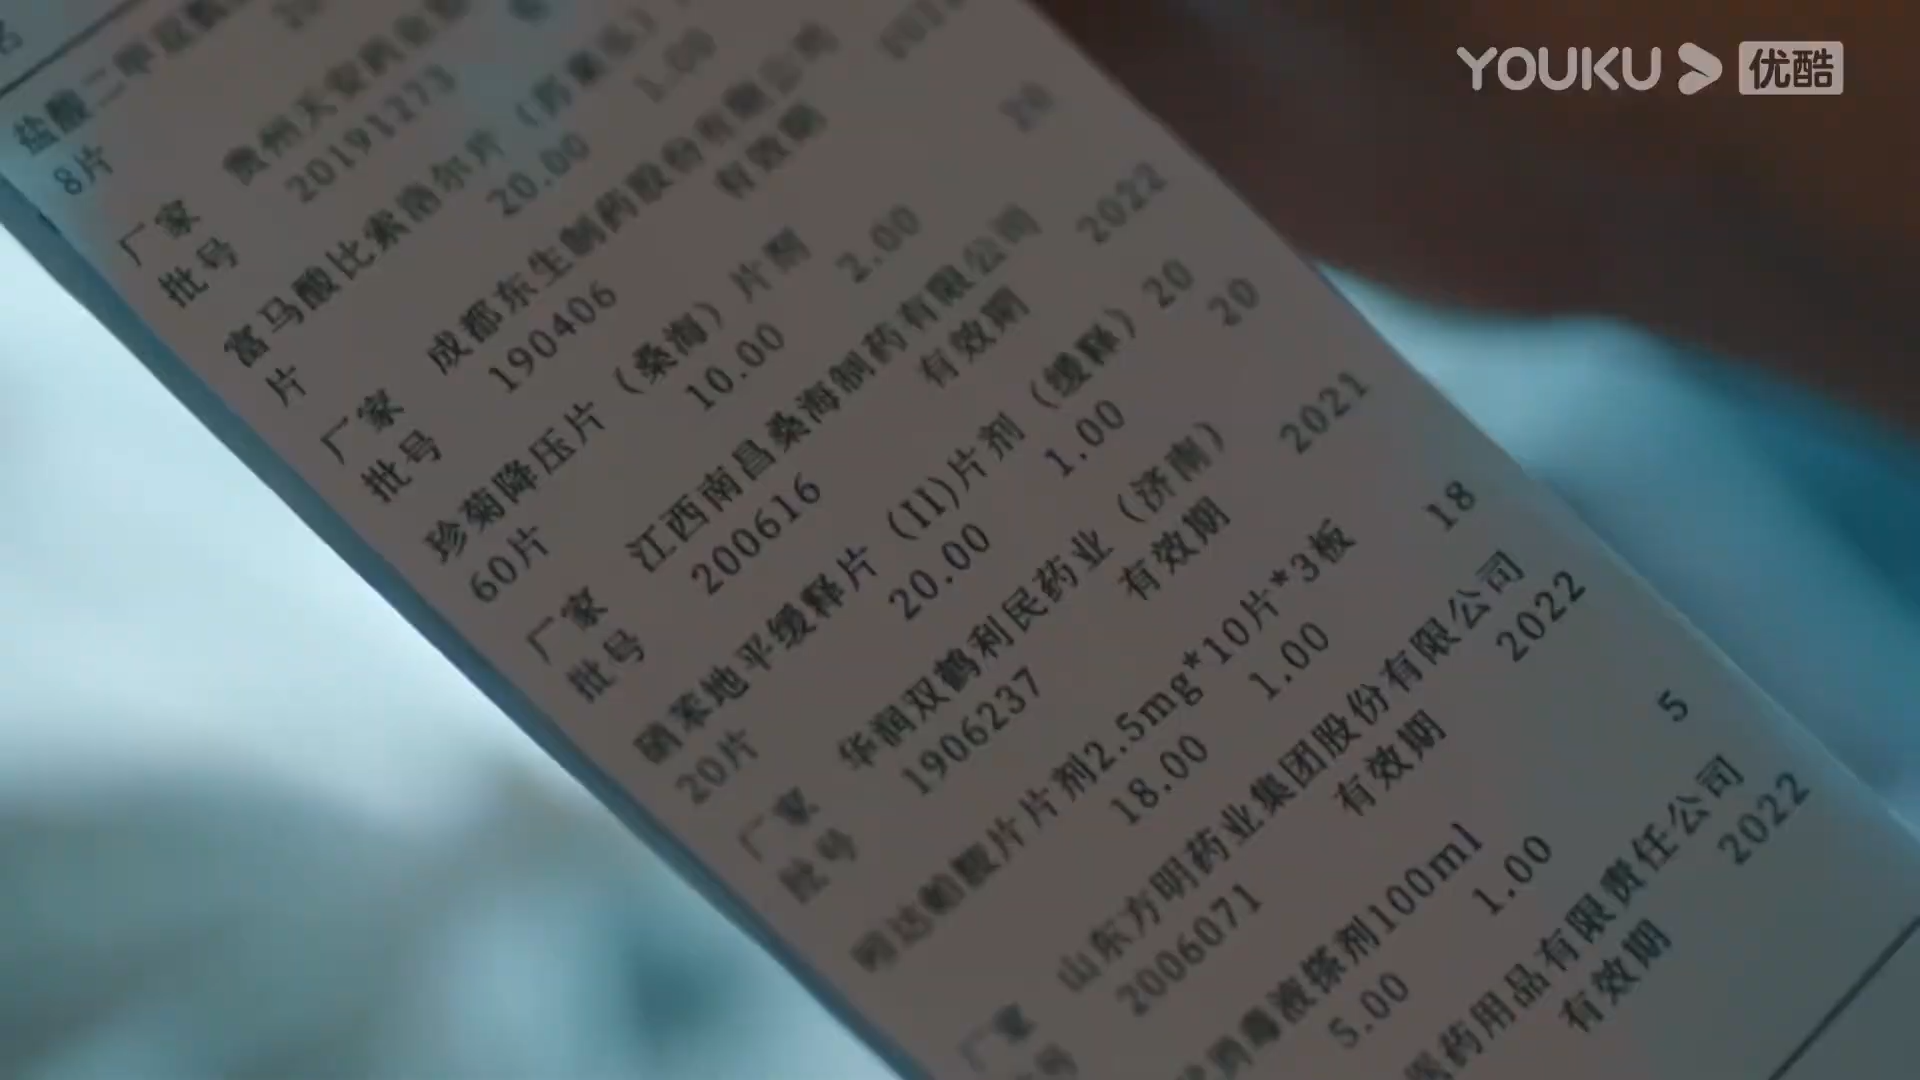 YOUKU 优酷
盐酸二甲双胍
8片
厂家 贵州天安药业
批号 20191273
富马酸比索洛尔片
片 20.00 1.00
厂家 成都东生制药股份有限公司
批号 190406 有效期
珍菊降压片（桑海）片剂 20
60片 10.00 2.00
厂家 江西南昌桑海制药有限公司
批号 200616 有效期 2022
硝苯地平缓释片（II)片剂（缓释）20
20片 20.00 1.00 20
厂家 华润双鹤利民药业（济南）
批号 1906237 有效期 2021
片片剂2.5mg*10片*3板
18.00 1.00 18
厂家 山东方明药业集团股份有限公司
2006071 有效期 2022
消毒液搽剂100ml
5.00 1.00 5
药用品有限责任公司
有效期 2022